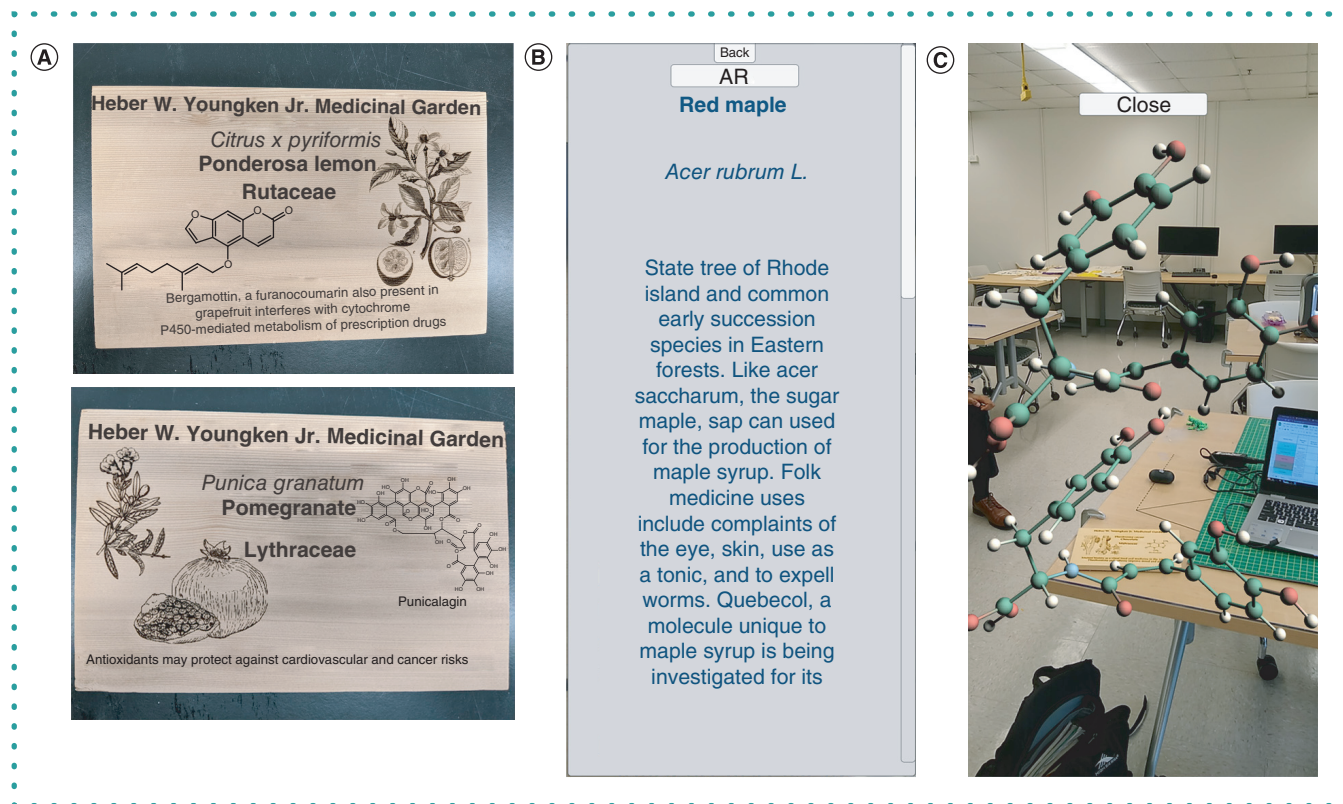 A
Heber W. Youngken Jr. Medicinal Garden
Citrus x pyriformis
Ponderosa lemon
Rutaceae
O
O
O
O
Bergamottin, a furanocoumarin also present in
grapefruit interferes with cytochrome
P450-mediated metabolism of prescription drugs
Heber W. Youngken Jr. Medicinal Garden
Punica granatum
Pomegranate
Lythraceae
Punicalagin
Antioxidants may protect against cardiovascular and cancer risks
B
Back
AR
Red maple
Acer rubrum L.
State tree of Rhode
island and common
early succession
species in Eastern
forests. Like acer
saccharum, the sugar
maple, sap can used
for the production of
maple syrup. Folk
medicine uses
include complaints of
the eye, skin, use as
a tonic, and to expell
worms. Quebecol, a
molecule unique to
maple syrup is being
investigated for its
C
Close